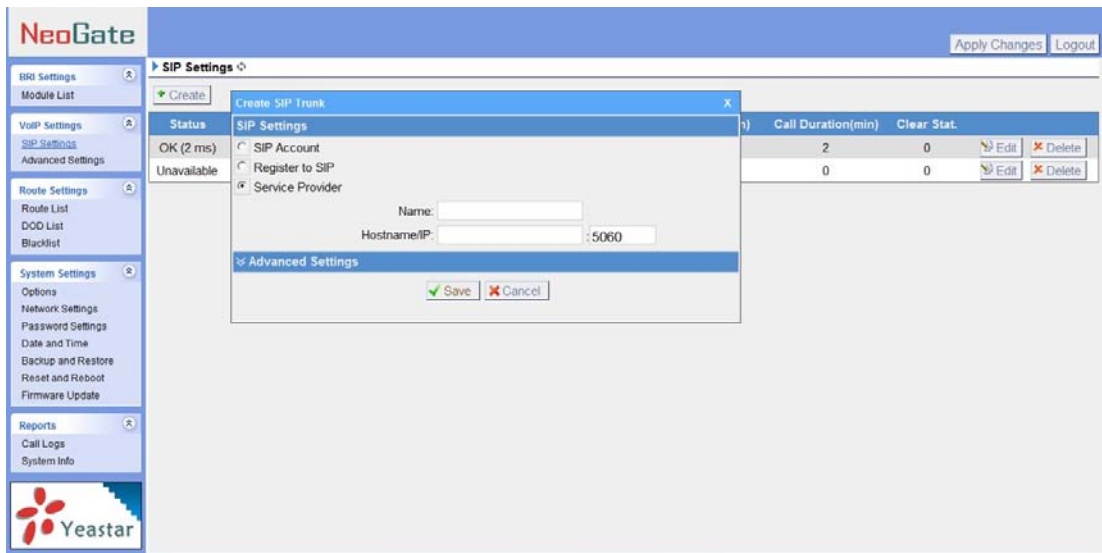 NeoGate
Apply Changes Logout
BRI Settings
Module List
VoIP Settings
SIP Settings
Advanced Settings
Route Settings
Route List
DOD List
Blacklist
System Settings
Options
Network Settings
Password Settings
Date and Time
Backup and Restore
Reset and Reboot
Firmware Update
Reports
Call Logs
System Info
Yeastar
SIP Settings
Create
Status Call Duration(min) Clear Stat.
OK (2 ms) 2 0 Edit Delete
Unavailable 0 0 Edit Delete
Create SIP Trunk X
SIP Settings
SIP Account
Register to SIP
Service Provider
Name:
Hostname/IP: :5060
Advanced Settings
Save Cancel